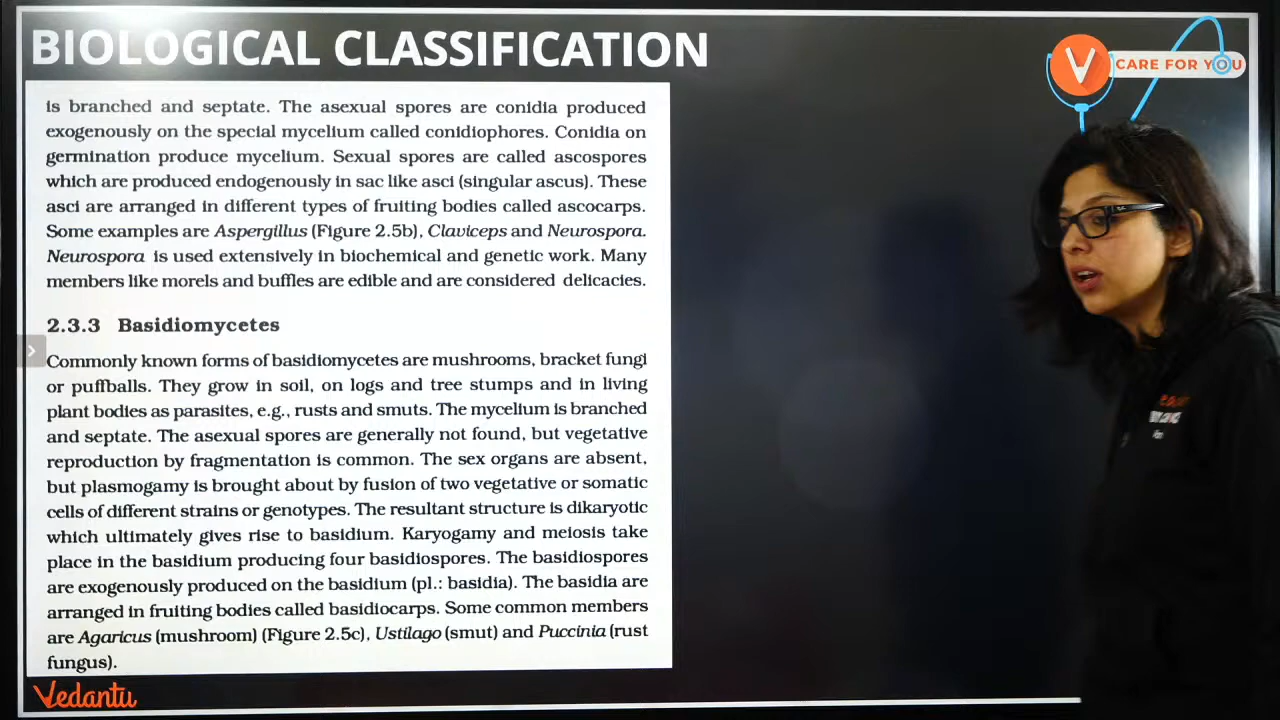 BIOLOGICAL CLASSIFICATION
V CARE FOR YOU
is branched and septate. The asexual spores are conidia produced
exogenously on the special mycelium called conidiophores. Conidia on
germination produce mycelium. Sexual spores are called ascospores
which are produced endogenously in sac like asci (singular ascus). These
asci are arranged in different types of fruiting bodies called ascocarps.
Some examples are Aspergillus (Figure 2.5b), Claviceps and Neurospora.
Neurospora is used extensively in biochemical and genetic work. Many
members like morels and buffles are edible and are considered delicacies.
2.3.3 Basidiomycetes
Commonly known forms of basidiomycetes are mushrooms, bracket fungi
or puffballs. They grow in soil, on logs and tree stumps and in living
plant bodies as parasites, e.g., rusts and smuts. The mycelium is branched
and septate. The asexual spores are generally not found, but vegetative
reproduction by fragmentation is common. The sex organs are absent,
but plasmogamy is brought about by fusion of two vegetative or somatic
cells of different strains or genotypes. The resultant structure is dikaryotic
which ultimately gives rise to basidium. Karyogamy and meiosis take
place in the basidium producing four basidiospores. The basidiospores
are exogenously produced on the basidium (pl.: basidia). The basidia are
arranged in fruiting bodies called basidiocarps. Some common members
are Agaricus (mushroom) (Figure 2.5c), Ustilago (smut) and Puccinia (rust
fungus).
Vedantu